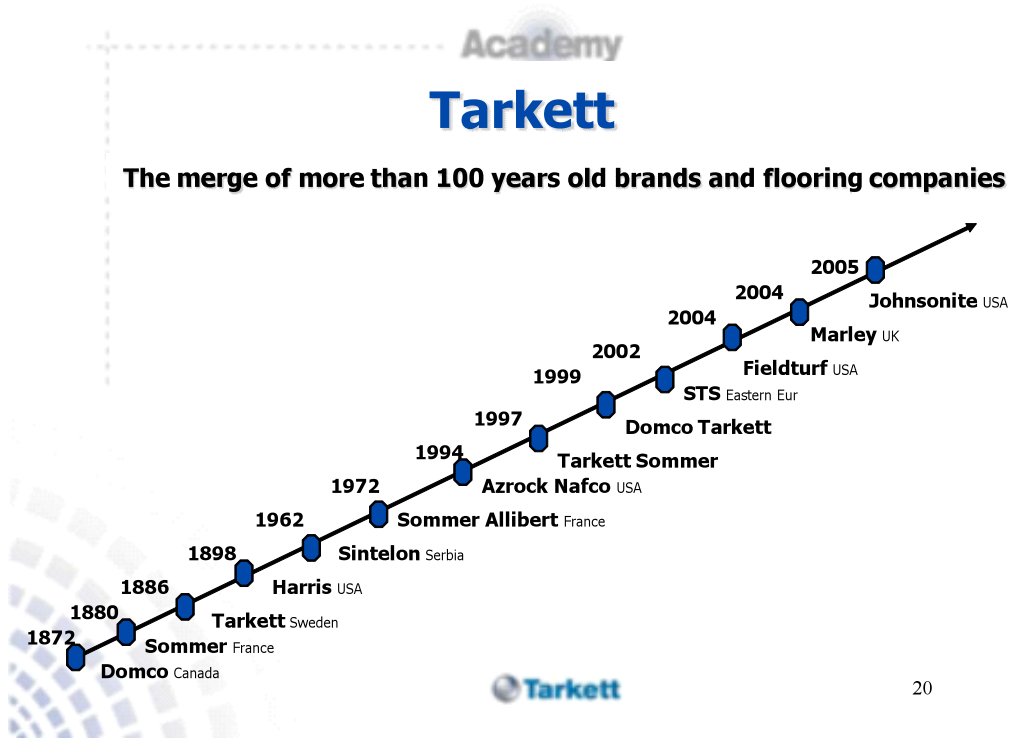 Academy
Tarkett
The merge of more than 100 years old brands and flooring companies
2005
Johnsonite USA
2004
Marley UK
2004
Fieldturf USA
2002
STS Eastern Eur
1999
Domco Tarkett
1997
Tarkett Sommer
1994
Azrock Nafco USA
1972
Sommer Allibert France
1962
Sintelon Serbia
1898
Harris USA
1886
Tarkett Sweden
1880
Sommer France
1872
Domco Canada
Tarkett
20